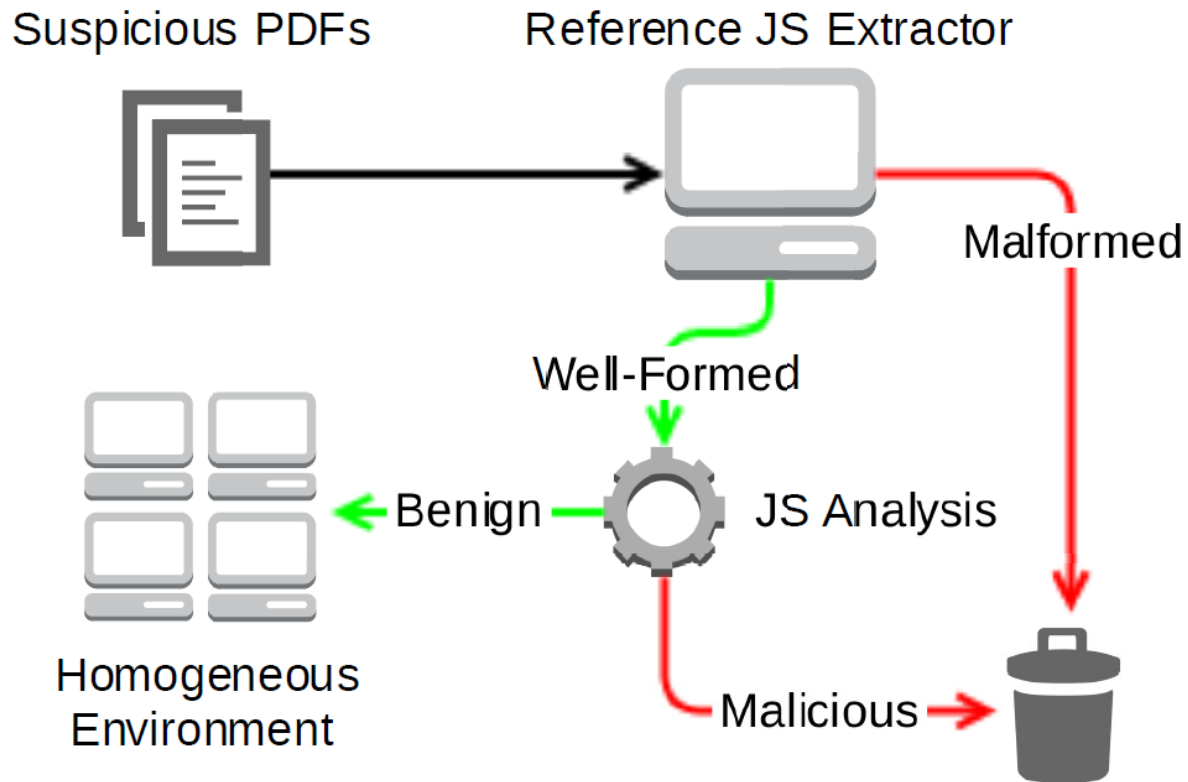 Suspicious PDFs
Reference JS Extractor
Malformed
Well-Formed
Benign
JS Analysis
Homogeneous
Environment
Malicious